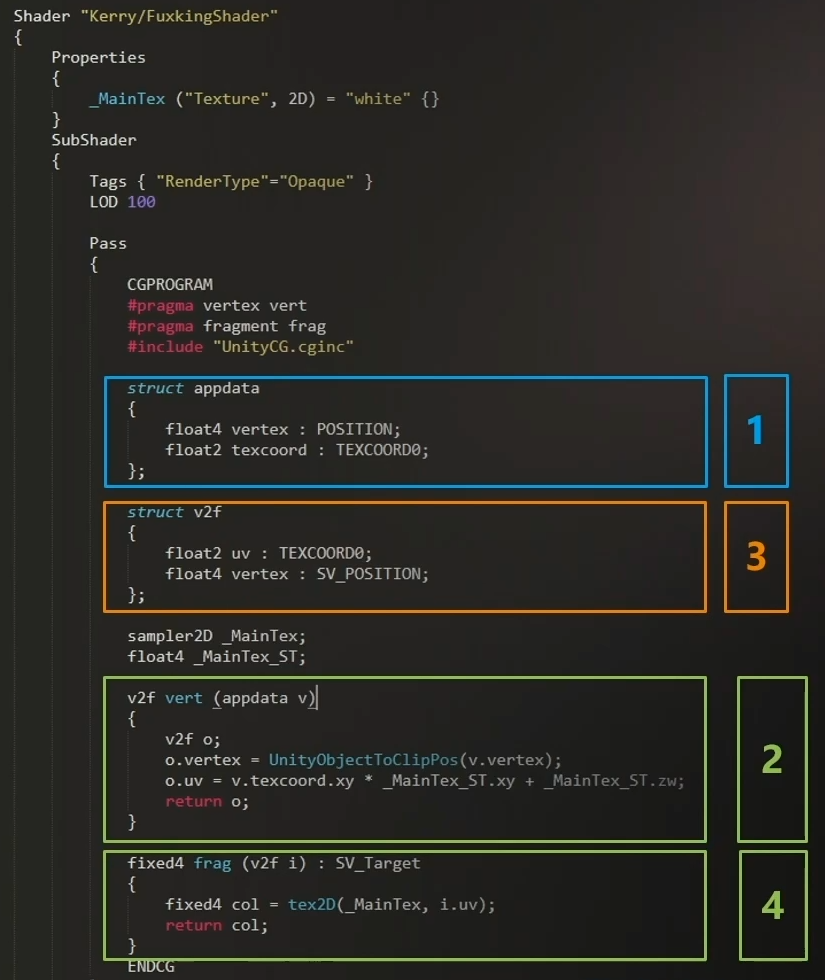 Shader "Kerry/FuxkingShader"
{
    Properties
    {
        _MainTex ("Texture", 2D) = "white" {}
    }
    SubShader
    {
        Tags { "RenderType"="Opaque" }
        LOD 100

        Pass
        {
            CGPROGRAM
            #pragma vertex vert
            #pragma fragment frag
            #include "UnityCG.cginc"

            struct appdata
            {
                float4 vertex : POSITION;
                float2 texcoord : TEXCOORD0;
            };
1

            struct v2f
            {
                float2 uv : TEXCOORD0;
                float4 vertex : SV_POSITION;
            };
3

            sampler2D _MainTex;
            float4 _MainTex_ST;

            v2f vert (appdata v)
            {
                v2f o;
                o.vertex = UnityObjectToClipPos(v.vertex);
                o.uv = v.texcoord.xy * _MainTex_ST.xy + _MainTex_ST.zw;
                return o;
            }
2

            fixed4 frag (v2f i) : SV_Target
            {
                fixed4 col = tex2D(_MainTex, i.uv);
                return col;
            }
4
            ENDCG